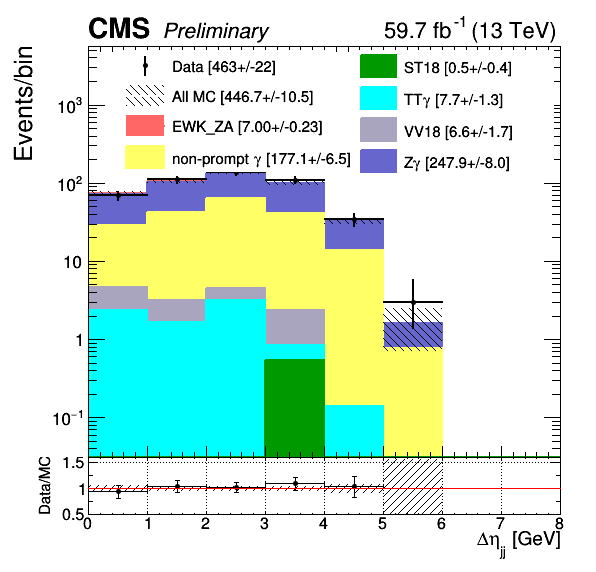 CMS Preliminary 59.7 fb⁻¹ (13 TeV)
Events/bin
Data [463+/-22]
All MC [446.7+/-10.5]
EWK_ZA [7.00+/-0.23]
non-prompt γ [177.1+/-6.5]
ST18 [0.5+/-0.4]
TTγ [7.7+/-1.3]
VV18 [6.6+/-1.7]
Zγ [247.9+/-8.0]
10³
10²
10
1
10⁻¹
Data/MC
1.5
1
0.5
0 1 2 3 4 5 6 7 8
Δηjj [GeV]